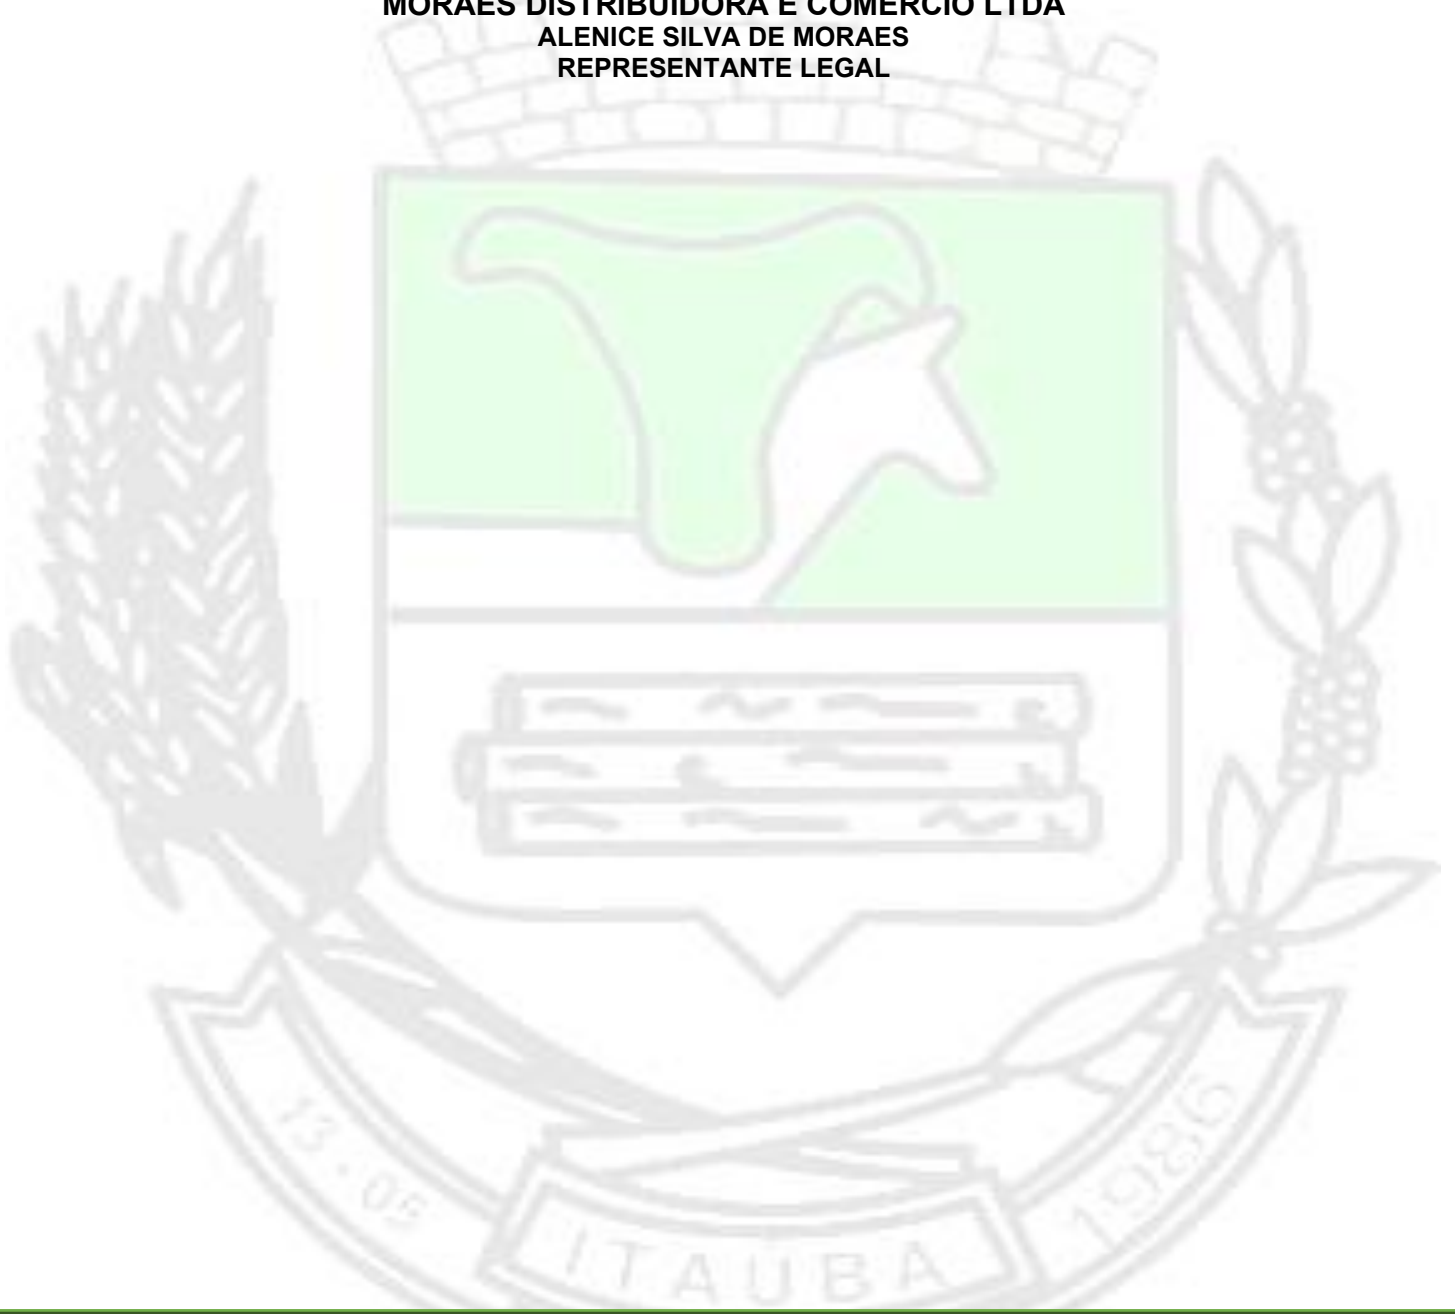 MORAES DISTRIBUIDORA E COMERCIO LTDA
ALENICE SILVA DE MORAES
REPRESENTANTE LEGAL
13 · 05
ITAUBA
1986